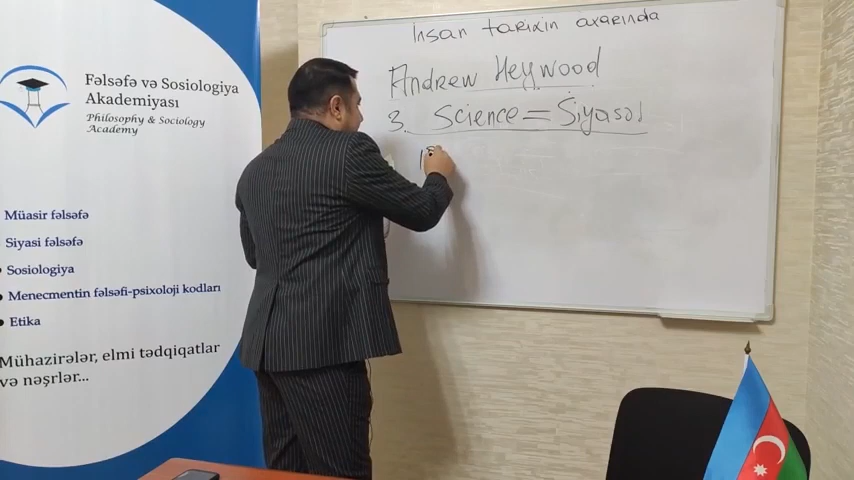 Fəlsəfə və Sosiologiya
Akademiyası
Philosophy & Sociology
Academy
Müasir fəlsəfə
Siyasi fəlsəfə
Sosiologiya
Menecmentin fəlsəfi-psixoloji kodları
Etika
Mühazirələr, elmi tədqiqatlar
və nəşrlər...
İnsan tarixin axarında
Andrew Heywood
3. Science = Siyasəl